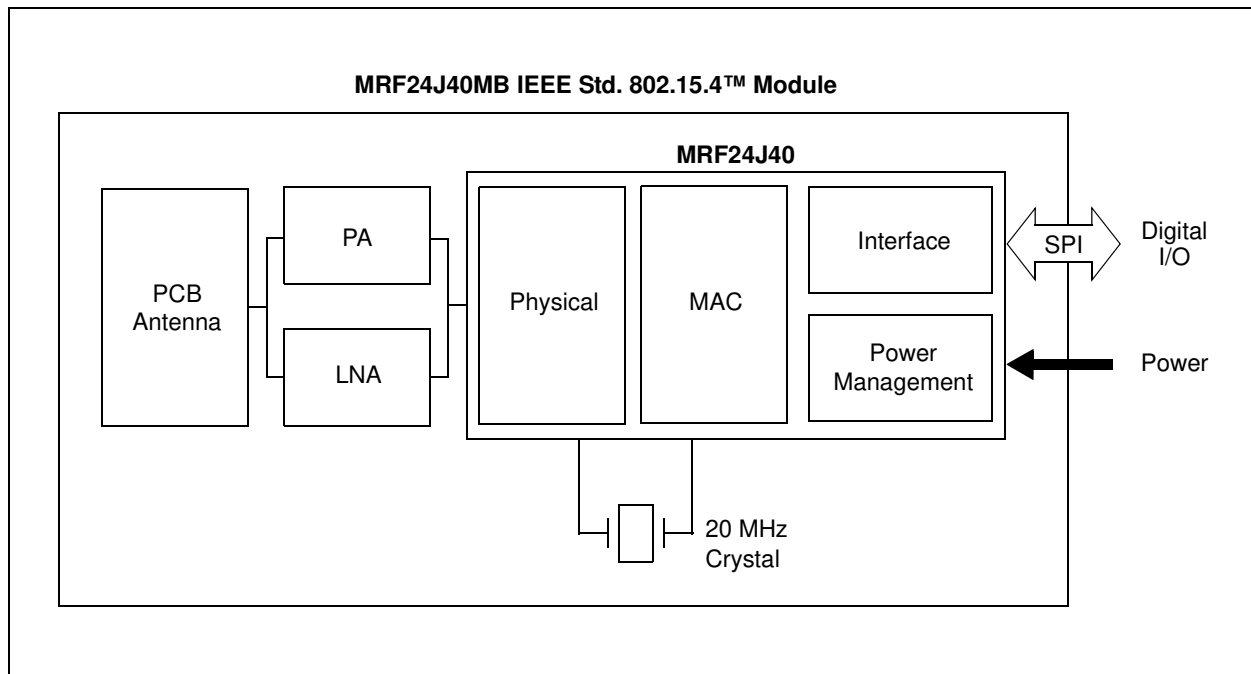 MRF24J40MB IEEE Std. 802.15.4™ Module
MRF24J40
PCB
Antenna
PA
LNA
Physical
MAC
Interface
Power
Management
SPI
Digital
I/O
Power
20 MHz
Crystal